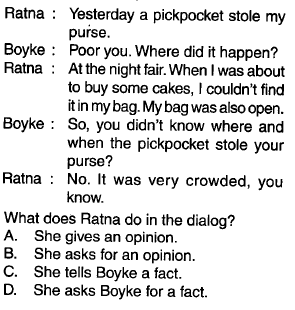 Ratna : Yesterday a pickpocket stole my
purse.
Boyke : Poor you. Where did it happen?
Ratna : At the night fair. When I was about
to buy some cakes, I couldn't find
it in my bag. My bag was also open.
Boyke : So, you didn't know where and
when the pickpocket stole your
purse?
Ratna : No. It was very crowded, you
know.
What does Ratna do in the dialog?
A. She gives an opinion.
B. She asks for an opinion.
C. She tells Boyke a fact.
D. She asks Boyke for a fact.